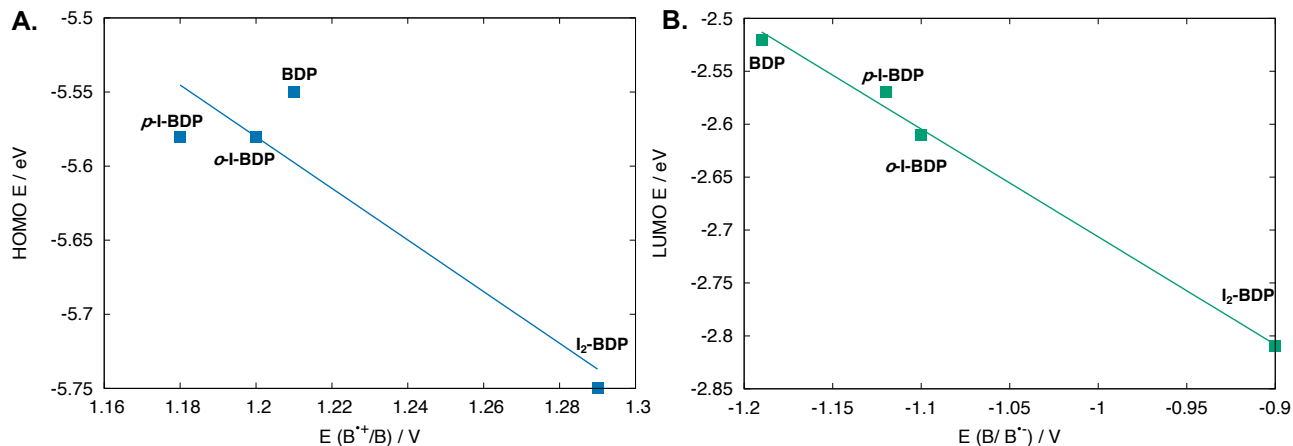 A.
HOMO E / eV
-5.5
-5.55
-5.6
-5.65
-5.7
-5.75
BDP
p-I-BDP
o-I-BDP
I₂-BDP
1.16
1.18
1.2
1.22
1.24
1.26
1.28
1.3
E (B•+/B) / V
B.
LUMO E / eV
-2.5
-2.55
-2.6
-2.65
-2.7
-2.75
-2.8
-2.85
BDP
p-I-BDP
o-I-BDP
I₂-BDP
-1.2
-1.15
-1.1
-1.05
-1
-0.95
-0.9
E (B/ B•-) / V